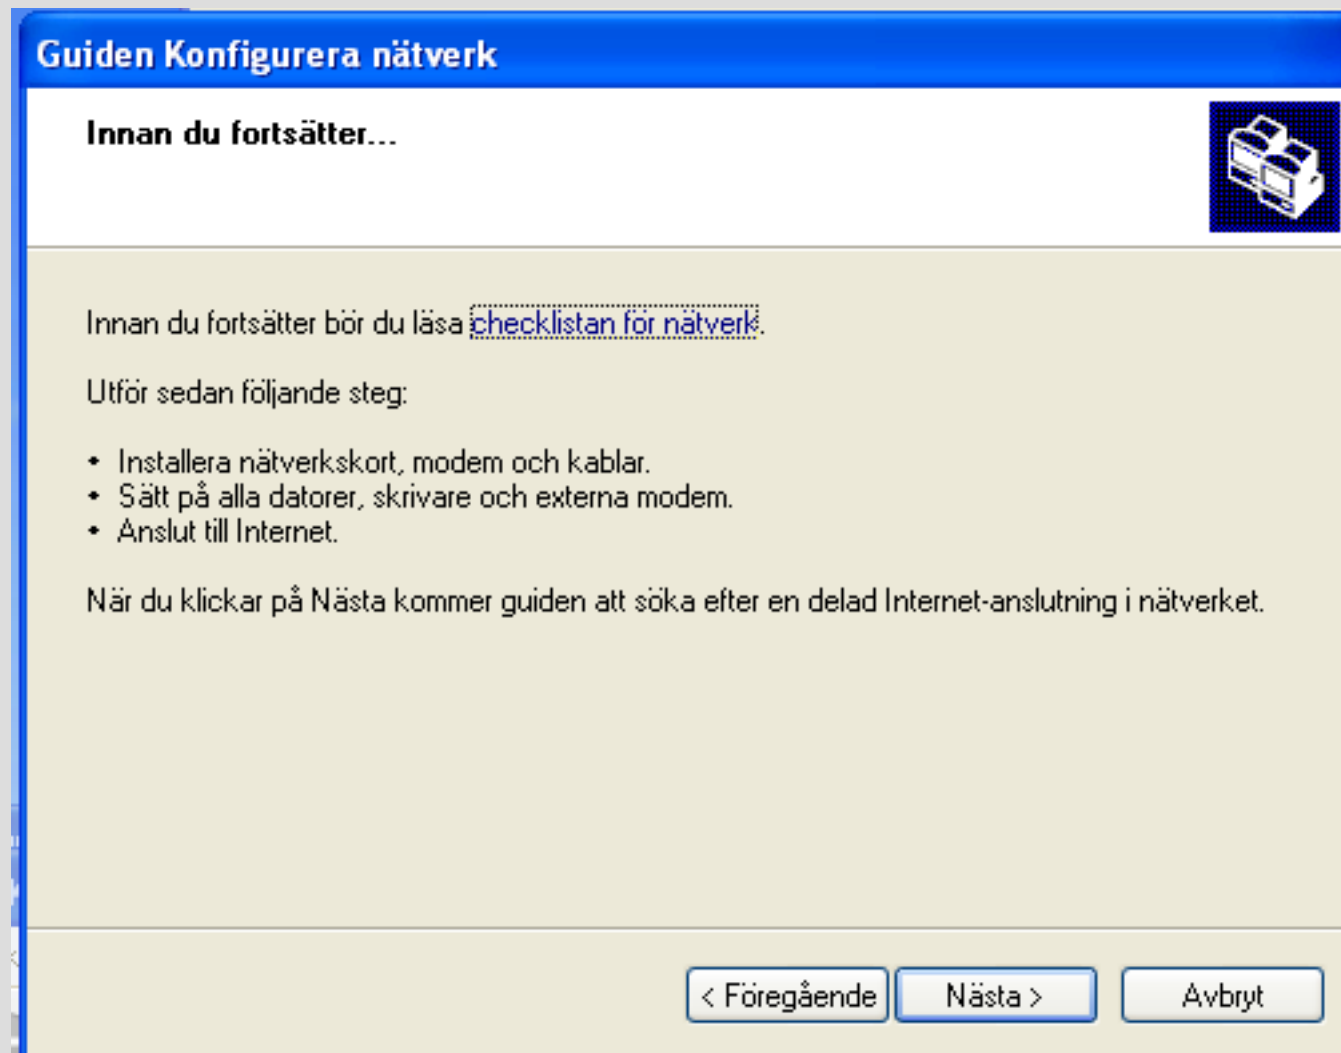 Guiden Konfigurera nätverk
Innan du fortsätter...
Innan du fortsätter bör du läsa checklistan för nätverk.
Utför sedan följande steg:
• Installera nätverkskort, modem och kablar.
• Sätt på alla datorer, skrivare och externa modem.
• Anslut till Internet.
När du klickar på Nästa kommer guiden att söka efter en delad Internet-anslutning i nätverket.
< Föregående Nästa > Avbryt